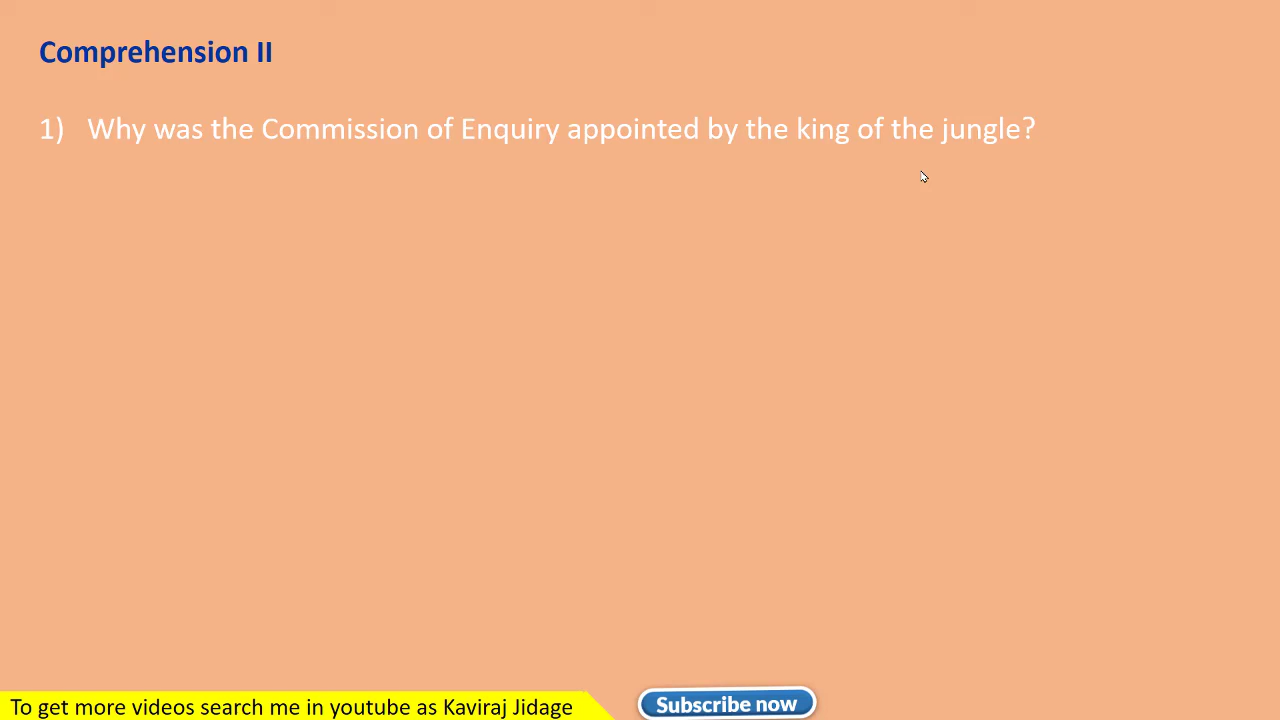 Comprehension II
1) Why was the Commission of Enquiry appointed by the king of the jungle?
To get more videos search me in youtube as Kaviraj Jidage
Subscribe now